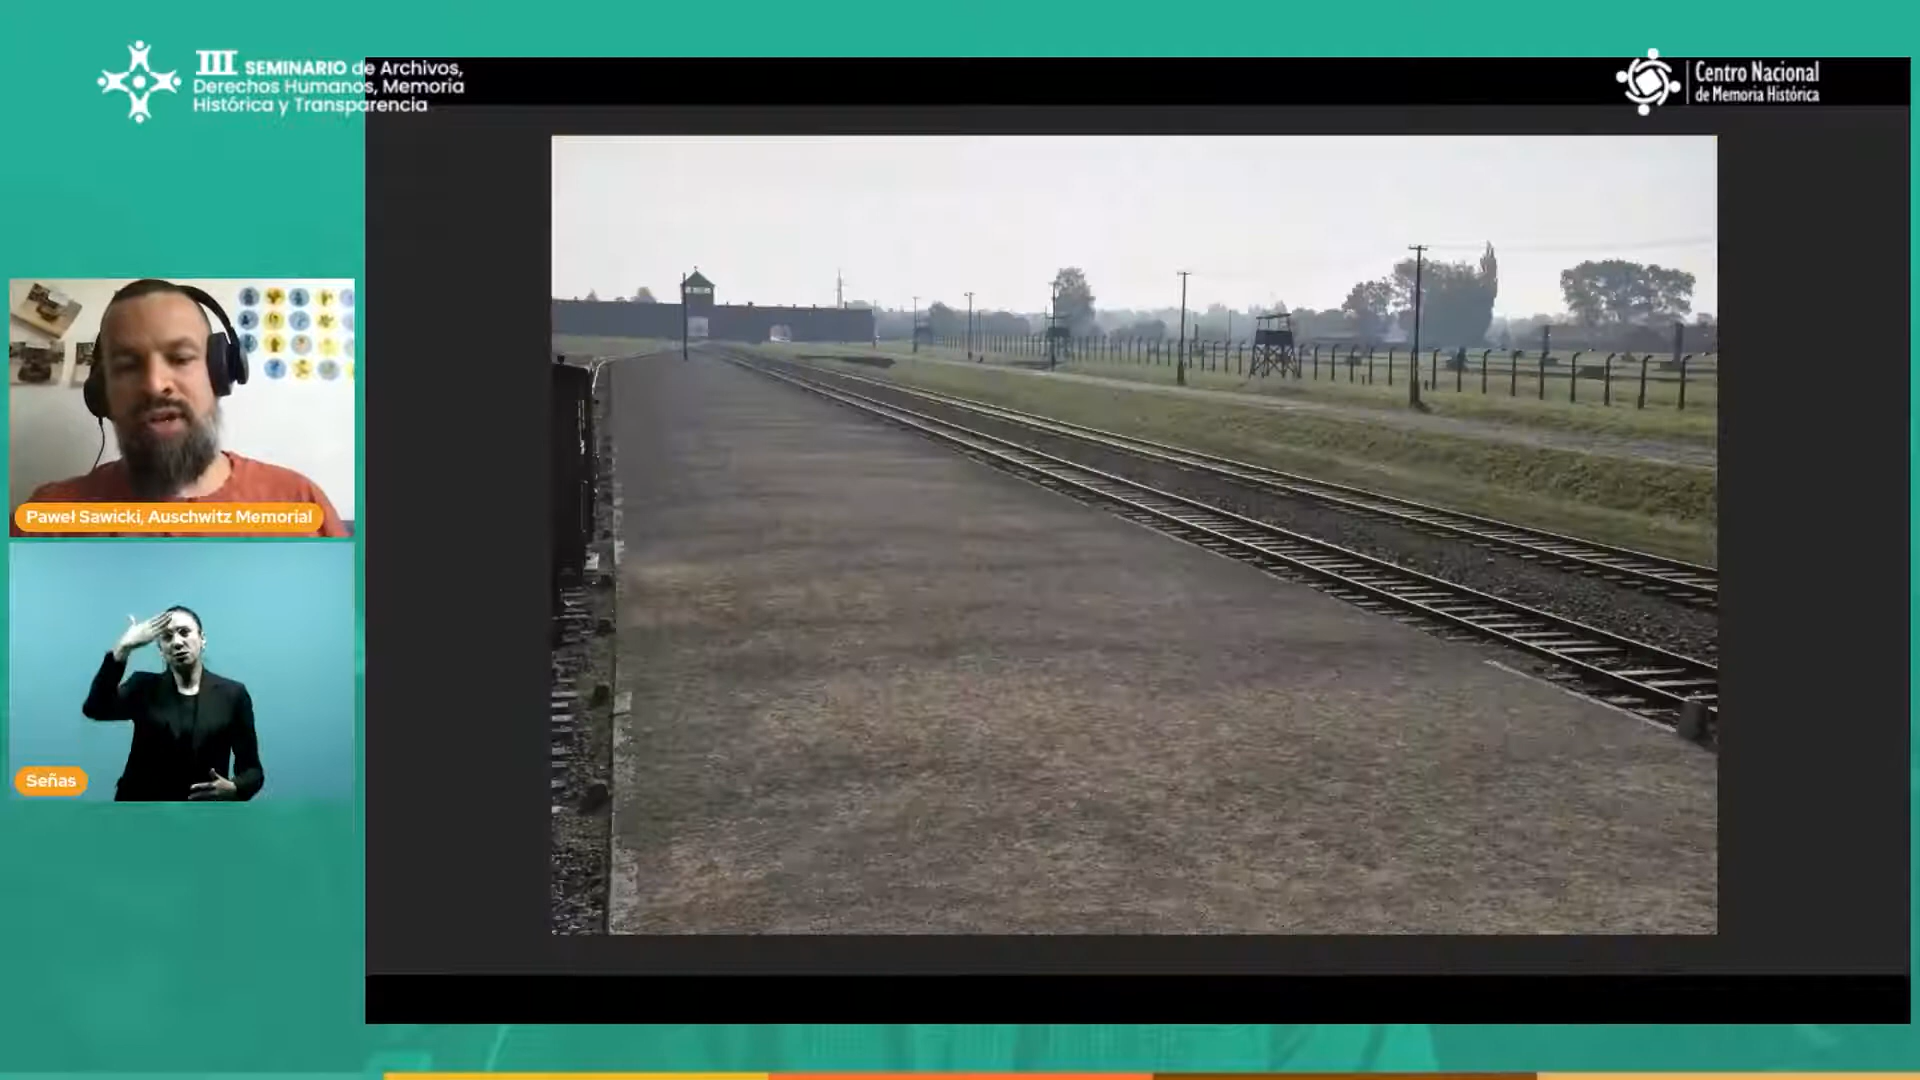 III SEMINARIO de Archivos,
Derechos Humanos, Memoria
Histórica y Transparencia
Centro Nacional
de Memoria Histórica
Paweł Sawicki, Auschwitz Memorial
Señas